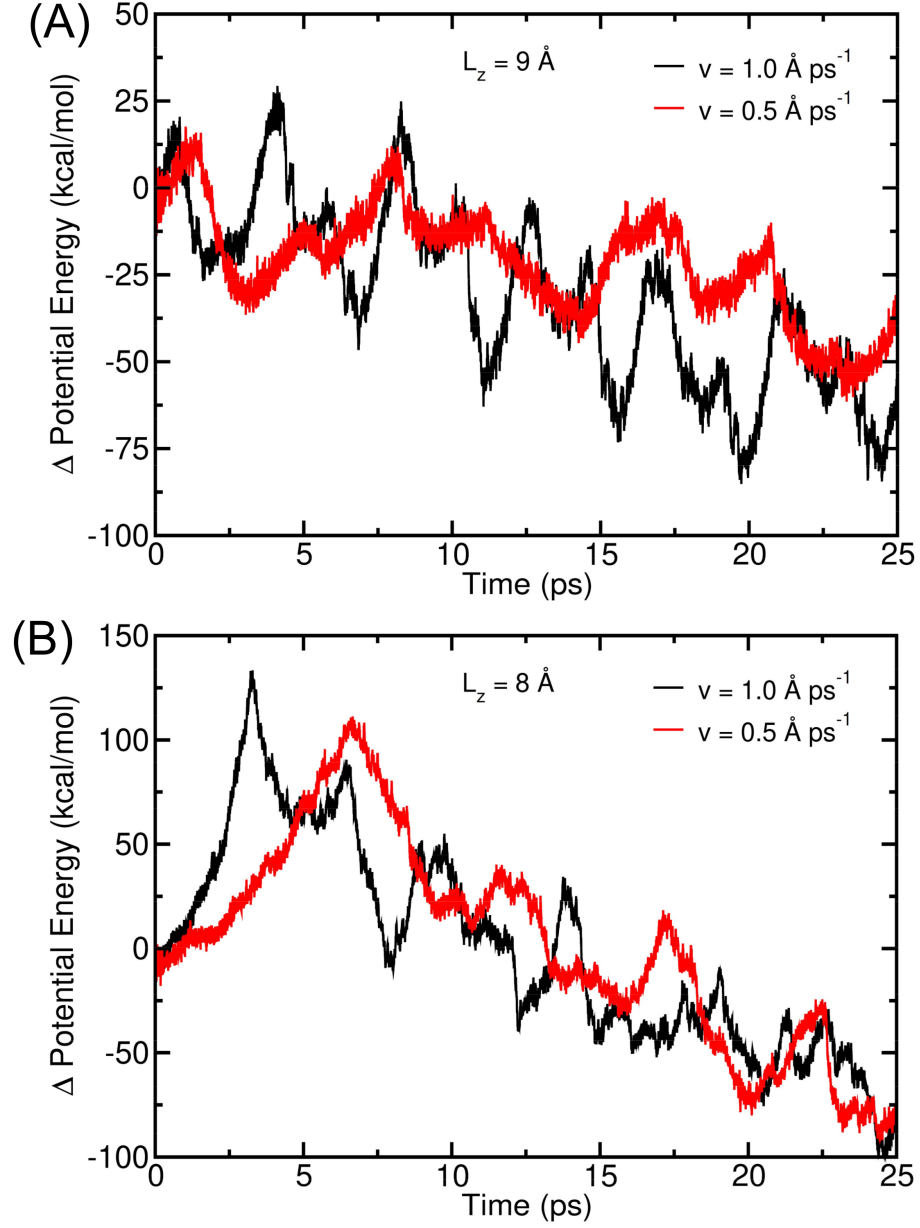 (A)
50
25
0
-25
-50
-75
-100
Δ Potential Energy (kcal/mol)
L_z = 9 Å
v = 1.0 Å ps⁻¹
v = 0.5 Å ps⁻¹
0 5 10 15 20 25
Time (ps)
(B)
150
100
50
0
-50
-100
Δ Potential Energy (kcal/mol)
L_z = 8 Å
v = 1.0 Å ps⁻¹
v = 0.5 Å ps⁻¹
0 5 10 15 20 25
Time (ps)